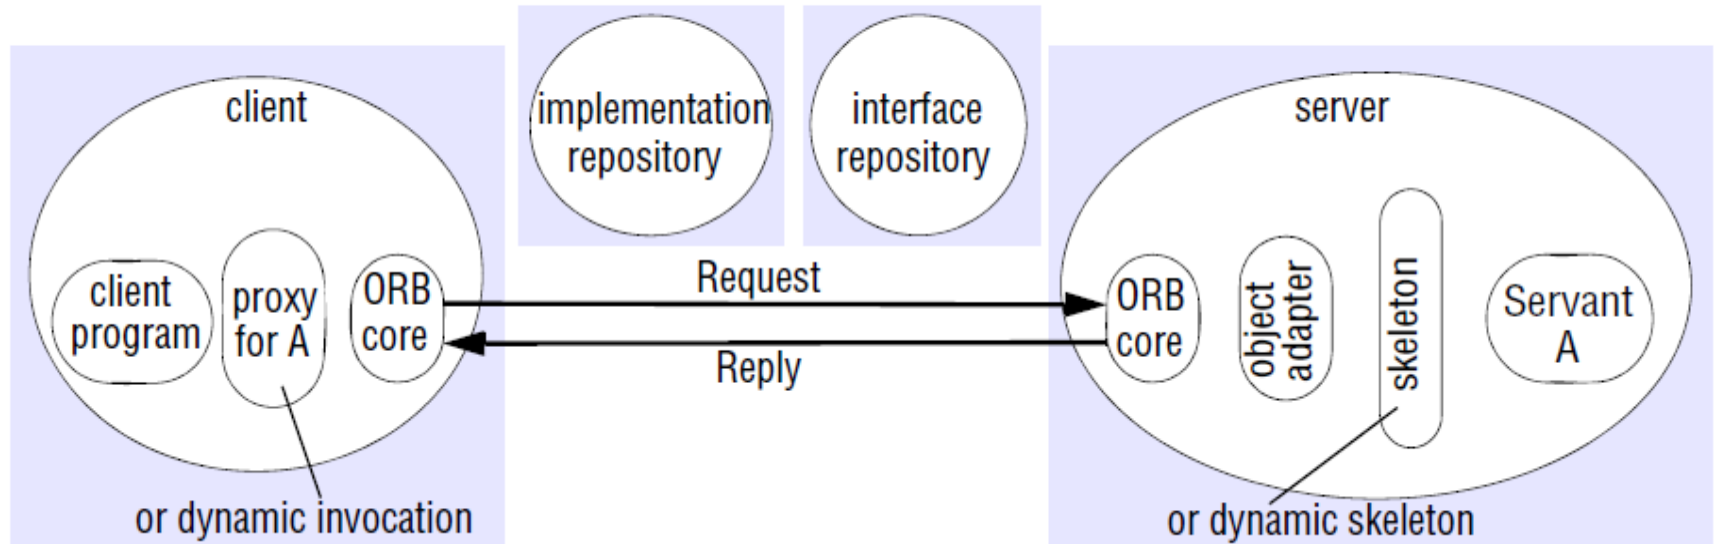 client
client
program
proxy
for A
ORB
core
or dynamic invocation
implementation
repository
interface
repository
Request
Reply
server
ORB
core
object
adapter
skeleton
Servant
A
or dynamic skeleton